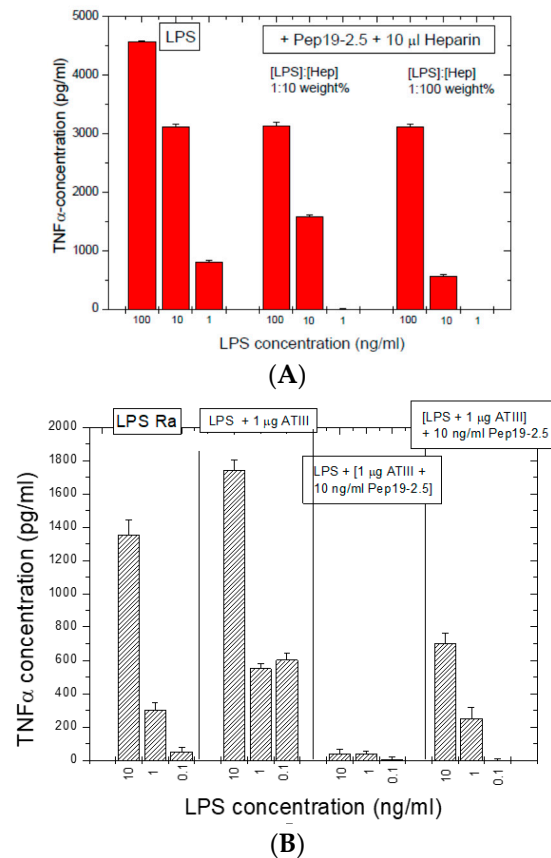 (A)
5000
4000
3000
2000
1000
0
TNFα-concentration (pg/ml)
LPS
+ Pep19-2.5 + 10 µl Heparin
[LPS]:[Hep]
1:10 weight%
[LPS]:[Hep]
1:100 weight%
100 10 1 100 10 1 100 10 1
LPS concentration (ng/ml)
(A)
2000
1800
1600
1400
1200
1000
800
600
400
200
0
TNFα concentration (pg/ml)
LPS Ra
LPS + 1 µg ATIII
LPS + [1 µg ATIII +
10 ng/ml Pep19-2.5]
[LPS + 1 µg ATIII]
+ 10 ng/ml Pep19-2.5
10 1 0.1 10 1 0.1 10 1 0.1 10 1 0.1
LPS concentration (ng/ml)
(B)